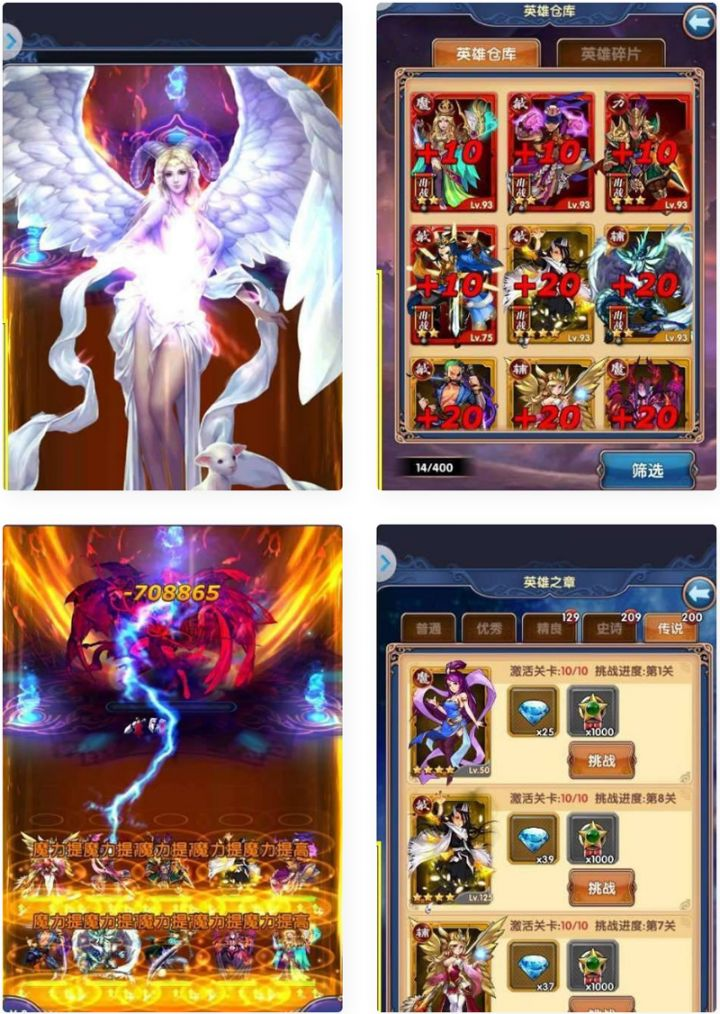 英雄仓库
英雄仓库 英雄碎片
魔 敏 力
+10 +10 +10
出战 出战 出战
Lv.93 Lv.93 Lv.93
敏 敏 辅
+10 +20 +20
出战 出战 出战
Lv.75 Lv.93 Lv.93
敏 辅 魔
+20 +20 +20
14/400 筛选
-708865
魔力提魔力提魔力提魔力提魔力提高
魔力提魔力提魔力提魔力提魔力提高
英雄之章
普通 优秀 精良 129 史诗 209 传说 200
魔 激活关卡:10/10 挑战进度:第1关
x25 x1000
Lv.50 挑战
敏 激活关卡:10/10 挑战进度:第8关
x39 x1000
Lv.125 挑战
辅 激活关卡:10/10 挑战进度:第7关
x37 x1000